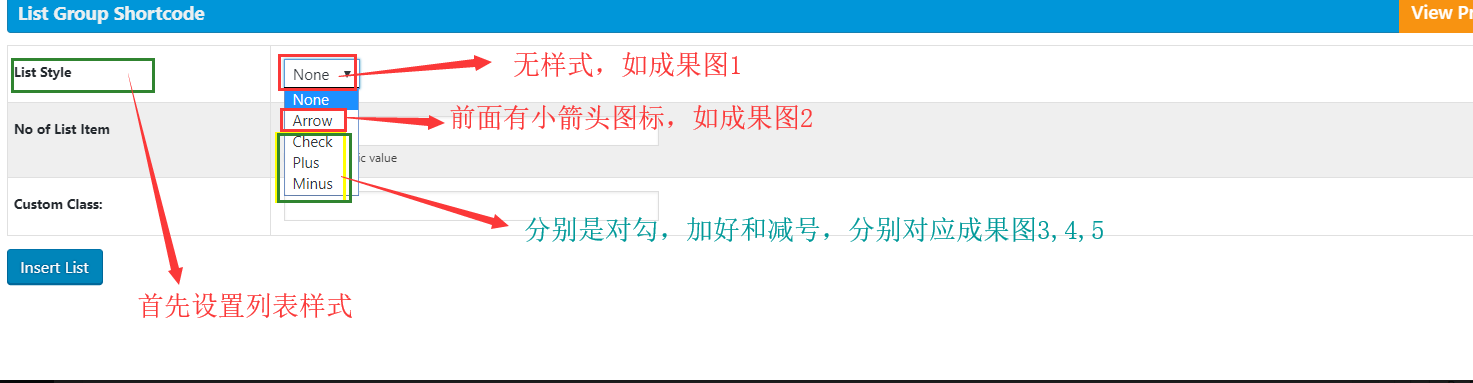 List Group Shortcode
View Pr
List Style
None
无样式，如成果图1
None
Arrow
前面有小箭头图标，如成果图2
No of List Item
Check
Plus
ic value
Minus
Custom Class:
分别是对勾，加好和减号，分别对应成果图3,4,5
Insert List
首先设置列表样式